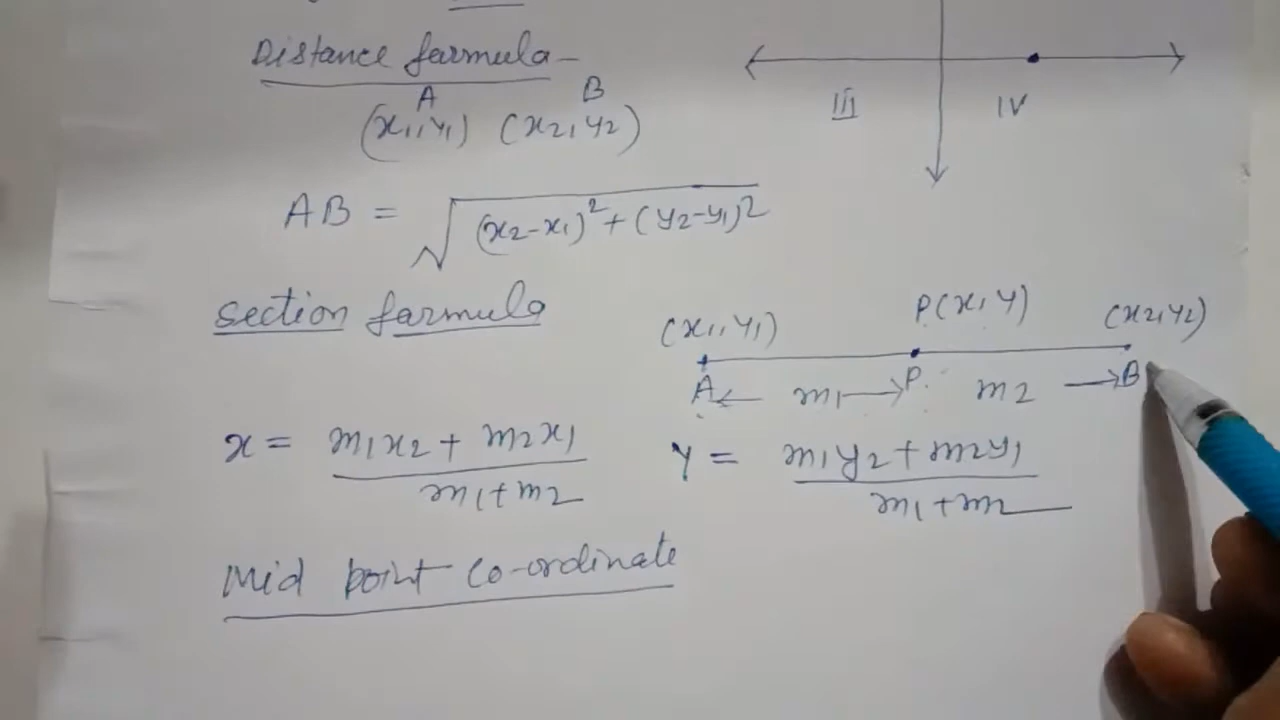 Distance farmula -
A B
(x1, y1) (x2, y2)
III IV
AB = √(x2-x1)² + (y2-y1)2
section farmula
(x1, y1) P(x, y) (x2, y2)
A ← m1 → P. m2 → B
x = m1x2 + m2x1 / m1+m2
y = m1y2 + m2y1 / m1+m2
Mid point Co-ordinate